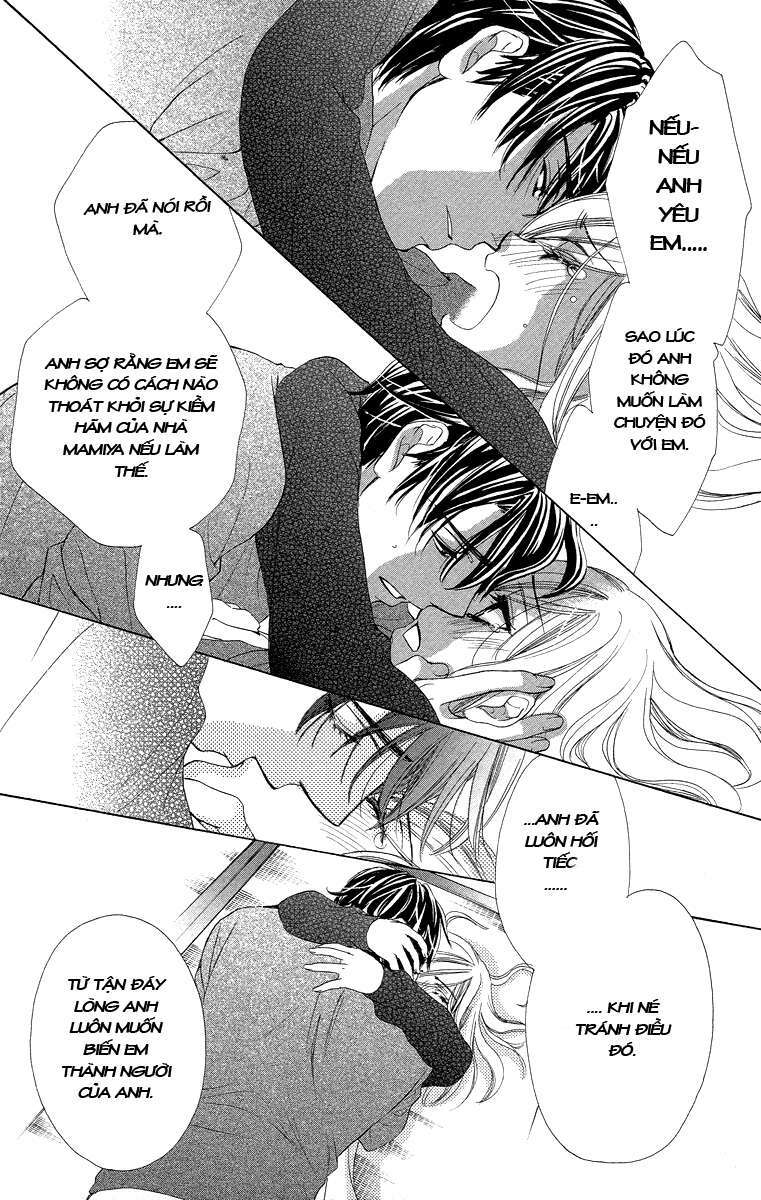 NẾU-
NẾU
ANH
YÊU
EM.....
SAO LÚC
ĐÓ ANH
KHÔNG
MUỐN LÀM
CHUYỆN ĐÓ
VỚI EM.
E-EM..
..
ANH ĐÃ NÓI RỒI
MÀ.
ANH SỢ RẰNG EM SẼ
KHÔNG CÓ CÁCH NÀO
THOÁT KHỎI SỰ KIỀM
HÃM CỦA NHÀ
MAMIYA NẾU LÀM
THẾ.
NHƯNG
....
...ANH ĐÃ
LUÔN HỐI
TIẾC
......
.... KHI NÉ
TRÁNH ĐIỀU
ĐÓ.
TỪ TẬN ĐÁY
LÒNG ANH
LUÔN MUỐN
BIẾN EM
THÀNH NGƯỜI
CỦA ANH.